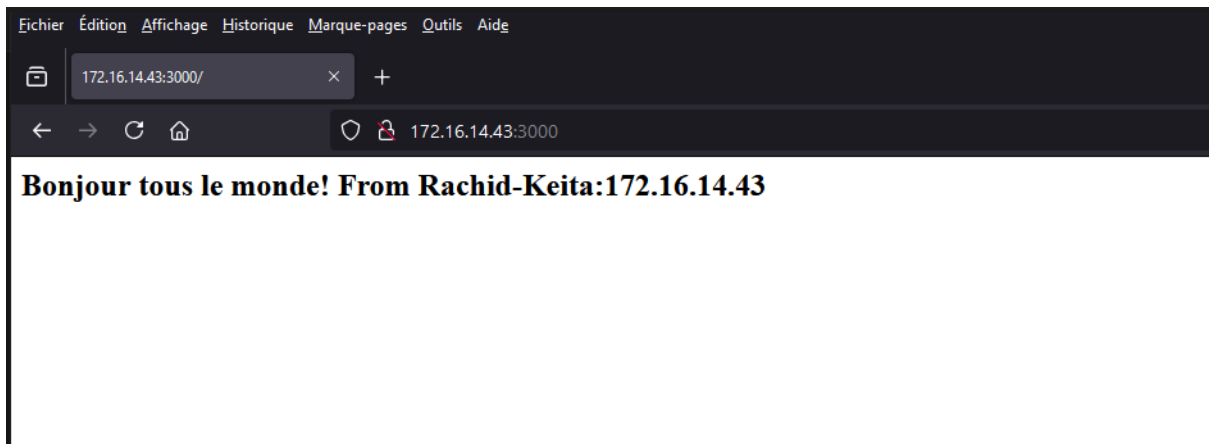 Fichier Édition Affichage Historique Marque-pages Outils Aide
172.16.14.43:3000/
172.16.14.43:3000
Bonjour tous le monde! From Rachid-Keita:172.16.14.43